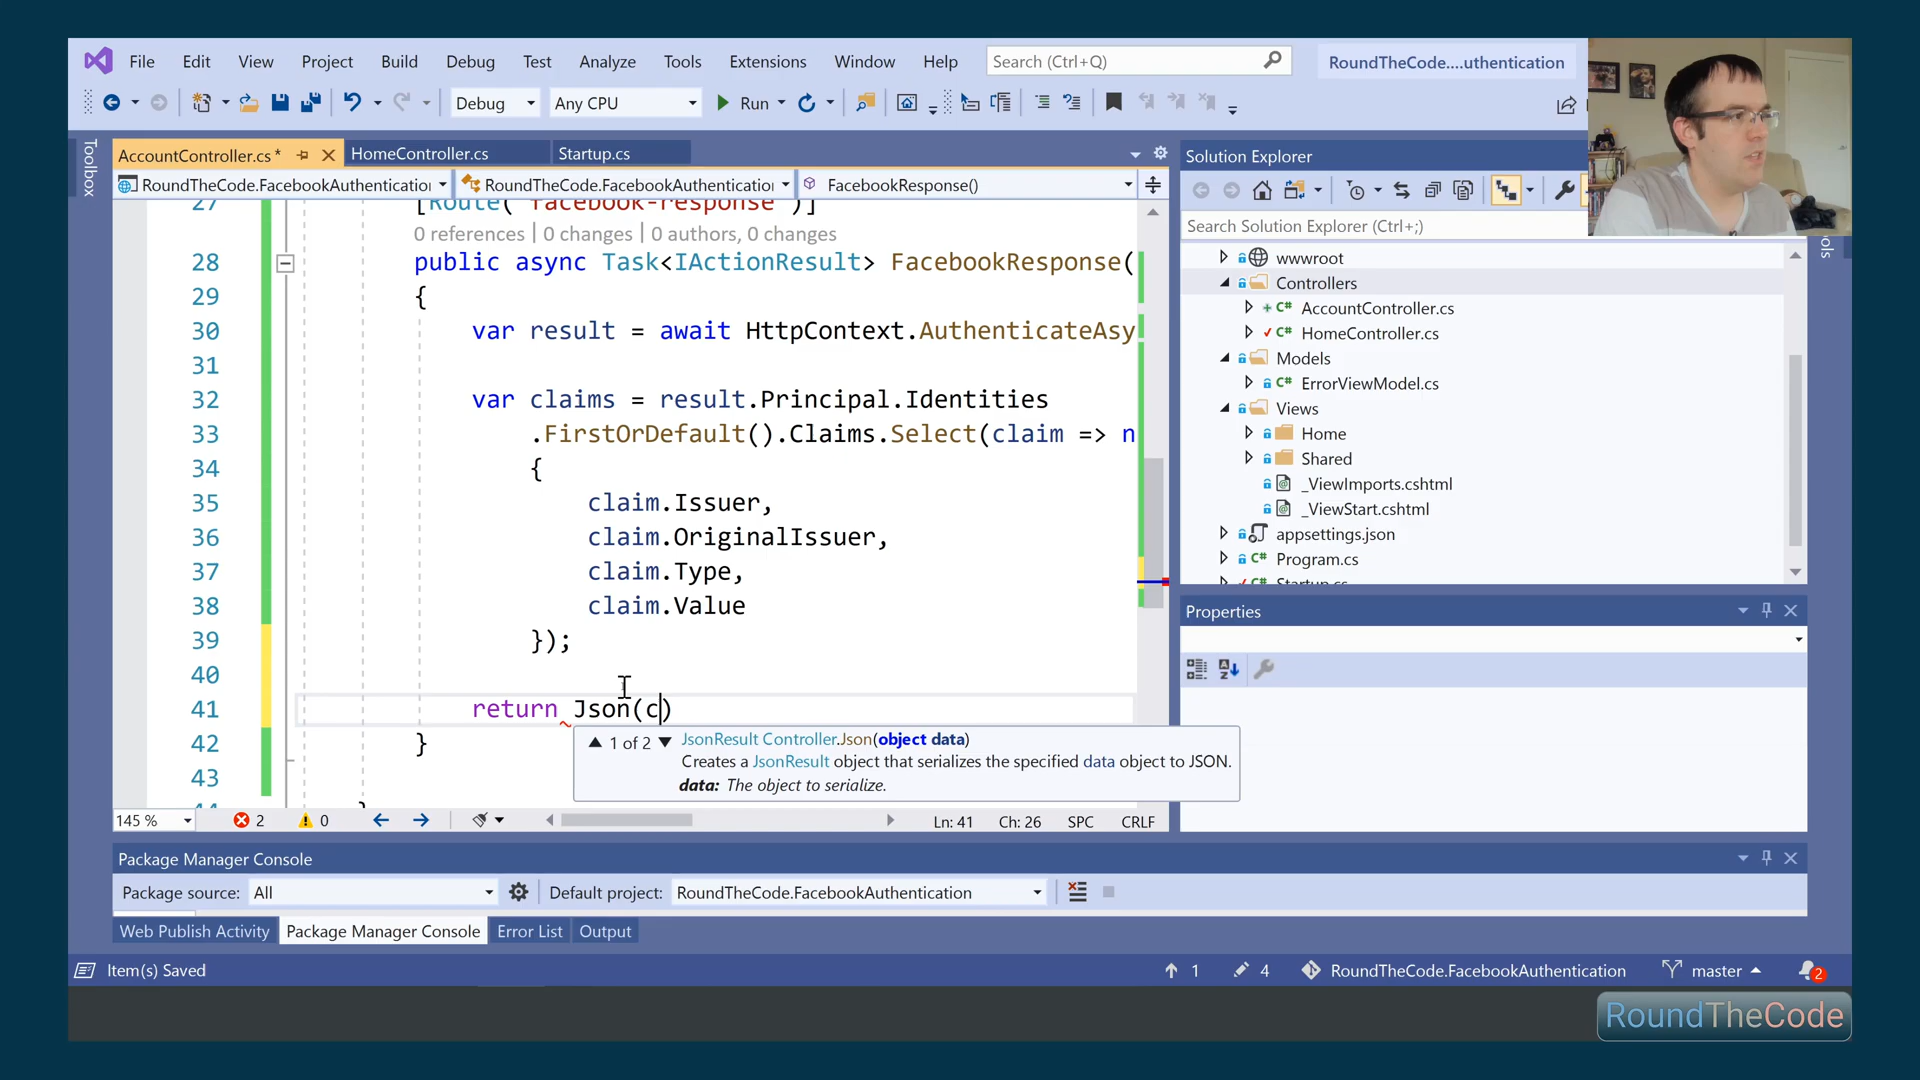 File Edit View Project Build Debug Test Analyze Tools Extensions Window Help Search (Ctrl+Q) RoundTheCode....uthentication
Debug Any CPU Run
Toolbox
AccountController.cs* HomeController.cs Startup.cs
RoundTheCode.FacebookAuthenticatio RoundTheCode.FacebookAuthenticatio FacebookResponse()
27 [Route("facebook-response")]
0 references | 0 changes | 0 authors, 0 changes
28 public async Task<IActionResult> FacebookResponse(
29 {
30 var result = await HttpContext.AuthenticateAsy
31
32 var claims = result.Principal.Identities
33 .FirstOrDefault().Claims.Select(claim => n
34 {
35 claim.Issuer,
36 claim.OriginalIssuer,
37 claim.Type,
38 claim.Value
39 });
40
41 return Json(c)
42 }
43
44 }
1 of 2 JsonResult Controller.Json(object data)
Creates a JsonResult object that serializes the specified data object to JSON.
data: The object to serialize.
145 % 2 0 Ln: 41 Ch: 26 SPC CRLF
Solution Explorer
Search Solution Explorer (Ctrl+;)
wwwroot
Controllers
C# AccountController.cs
C# HomeController.cs
Models
C# ErrorViewModel.cs
Views
Home
Shared
_ViewImports.cshtml
_ViewStart.cshtml
appsettings.json
C# Program.cs
C# Startup.cs
ools
Properties
Package Manager Console
Package source: All Default project: RoundTheCode.FacebookAuthentication
Web Publish Activity Package Manager Console Error List Output
Item(s) Saved 1 4 RoundTheCode.FacebookAuthentication master 2
RoundTheCode